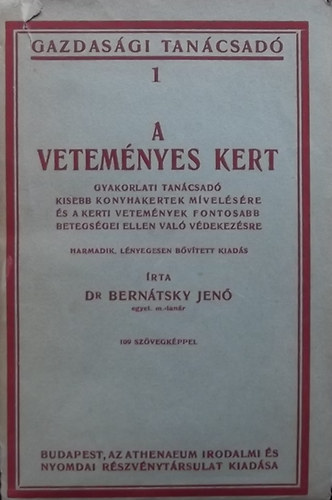 GAZDASÁGI TANÁCSADÓ
1
A
VETEMÉNYES KERT
GYAKORLATI TANÁCSADÓ
KISEBB KONYHAKERTEK MÍVELÉSÉRE
ÉS A KERTI VETEMÉNYEK FONTOSABB
BETEGSÉGEI ELLEN VALÓ VÉDEKEZÉSRE
HARMADIK, LÉNYEGESEN BŐVÍTETT KIADÁS
ÍRTA
DR BERNÁTSKY JENŐ
egyet. m.-tanár
SZÖVEGKÉPPEL
BUDAPEST, AZ ATHENAEUM IRODALMI ÉS
NYOMDAI RÉSZVÉNYTÁRSULAT KIADÁSA